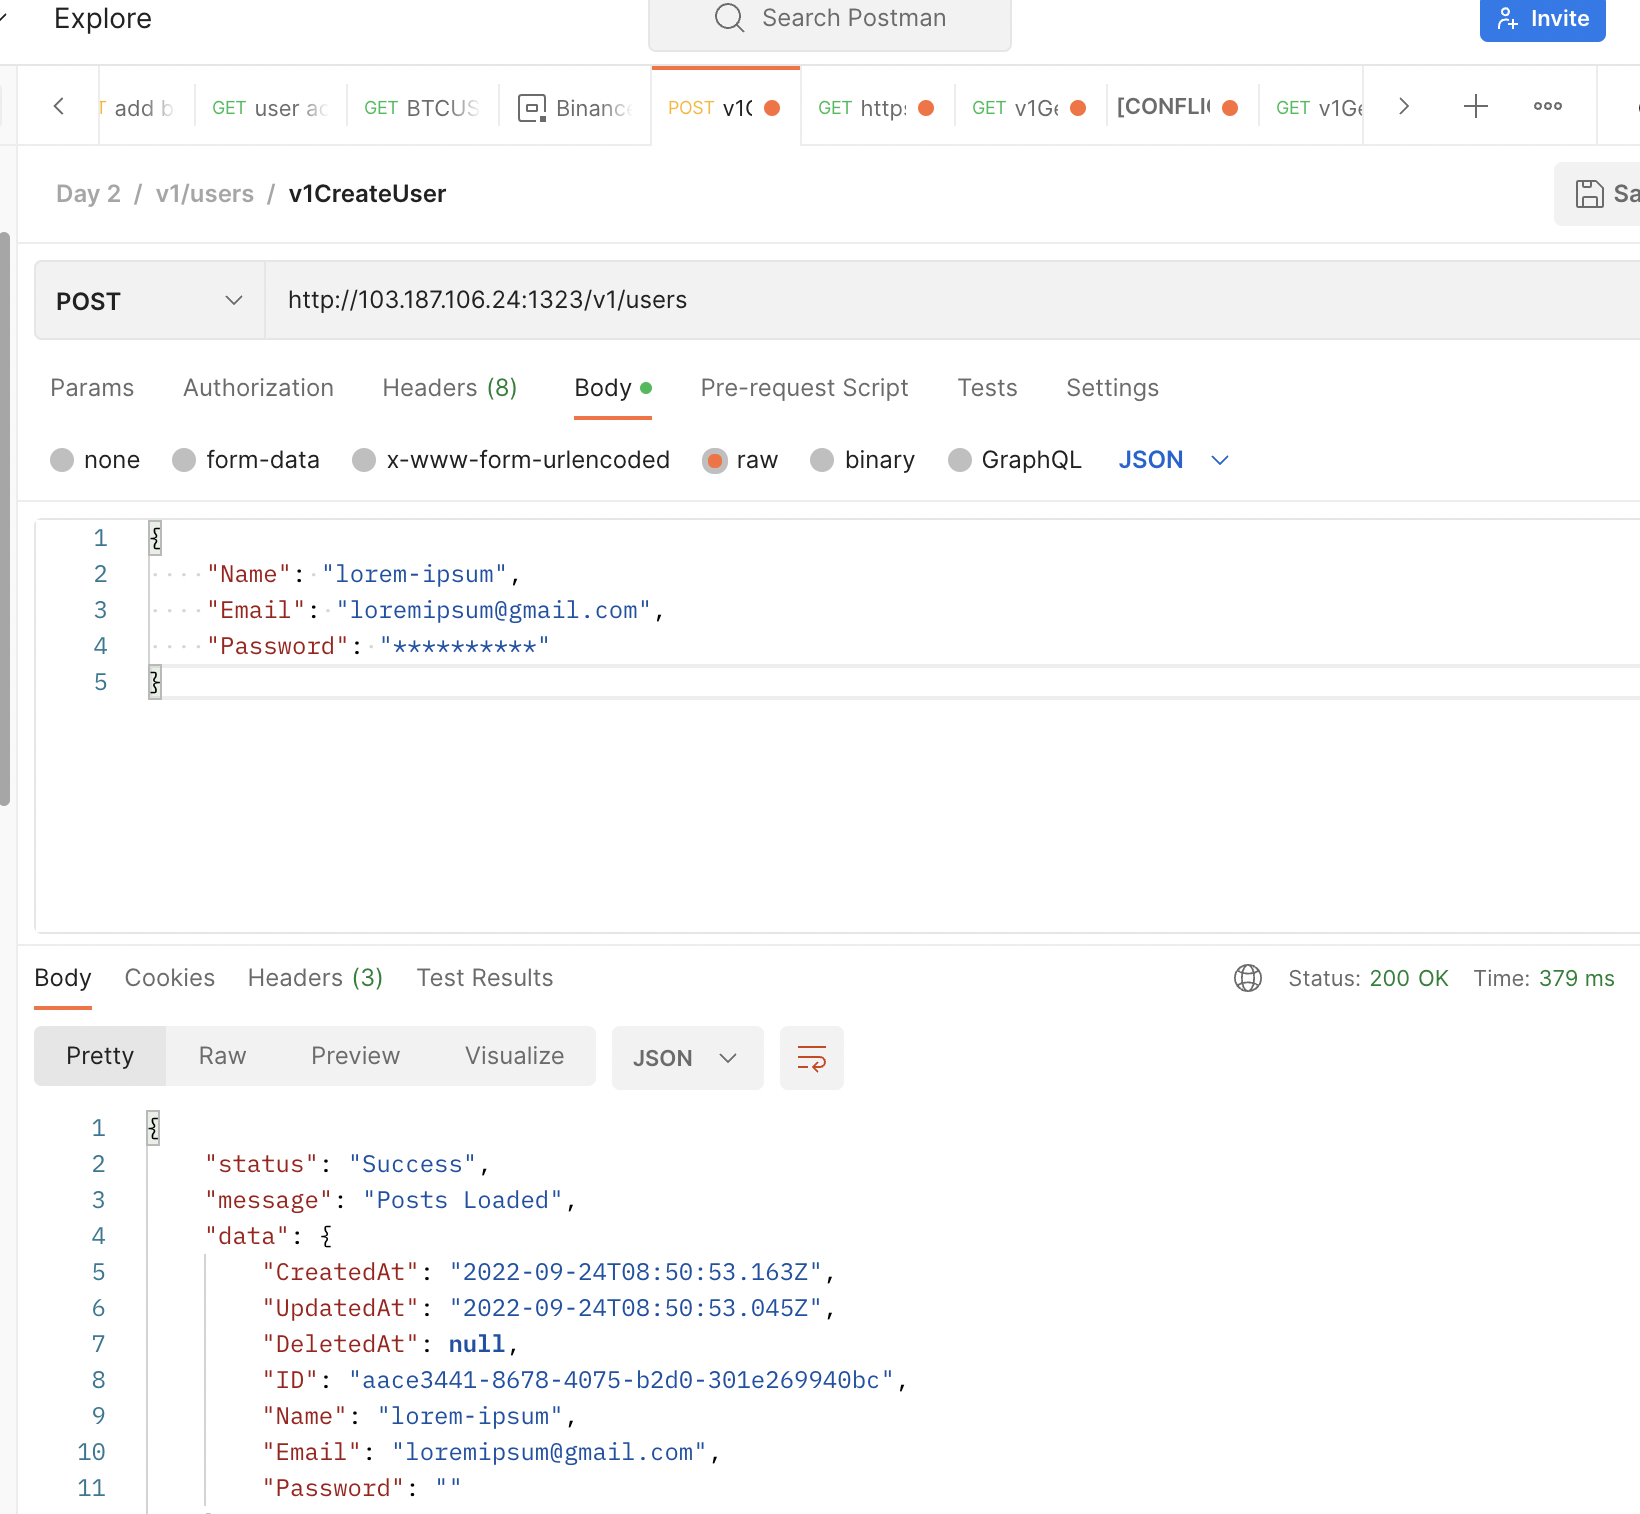 Explore
Search Postman
Invite
T add b
GET user ac
GET BTCUS
Binance
POST v1C
GET https
GET v1Ge
[CONFLIC
GET v1Ge
Day 2 / v1/users / v1CreateUser
Sa
POST
http://103.187.106.24:1323/v1/users
Params Authorization Headers (8) Body Pre-request Script Tests Settings
none form-data x-www-form-urlencoded raw binary GraphQL JSON
1 {
2 "Name": "lorem-ipsum",
3 "Email": "loremipsum@gmail.com",
4 "Password": "**********"
5 }
Body Cookies Headers (3) Test Results
Status: 200 OK Time: 379 ms
Pretty Raw Preview Visualize JSON
1 {
2 "status": "Success",
3 "message": "Posts Loaded",
4 "data": {
5 "CreatedAt": "2022-09-24T08:50:53.163Z",
6 "UpdatedAt": "2022-09-24T08:50:53.045Z",
7 "DeletedAt": null,
8 "ID": "aace3441-8678-4075-b2d0-301e269940bc",
9 "Name": "lorem-ipsum",
10 "Email": "loremipsum@gmail.com",
11 "Password": ""